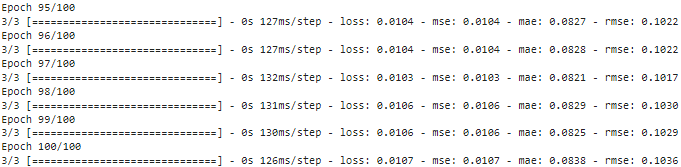 Epoch 95/100
3/3 [==============================] - 0s 127ms/step - loss: 0.0104 - mse: 0.0104 - mae: 0.0827 - rmse: 0.1022
Epoch 96/100
3/3 [==============================] - 0s 127ms/step - loss: 0.0104 - mse: 0.0104 - mae: 0.0828 - rmse: 0.1022
Epoch 97/100
3/3 [==============================] - 0s 132ms/step - loss: 0.0103 - mse: 0.0103 - mae: 0.0821 - rmse: 0.1017
Epoch 98/100
3/3 [==============================] - 0s 131ms/step - loss: 0.0106 - mse: 0.0106 - mae: 0.0829 - rmse: 0.1030
Epoch 99/100
3/3 [==============================] - 0s 130ms/step - loss: 0.0106 - mse: 0.0106 - mae: 0.0825 - rmse: 0.1029
Epoch 100/100
3/3 [==============================] - 0s 126ms/step - loss: 0.0107 - mse: 0.0107 - mae: 0.0838 - rmse: 0.1036